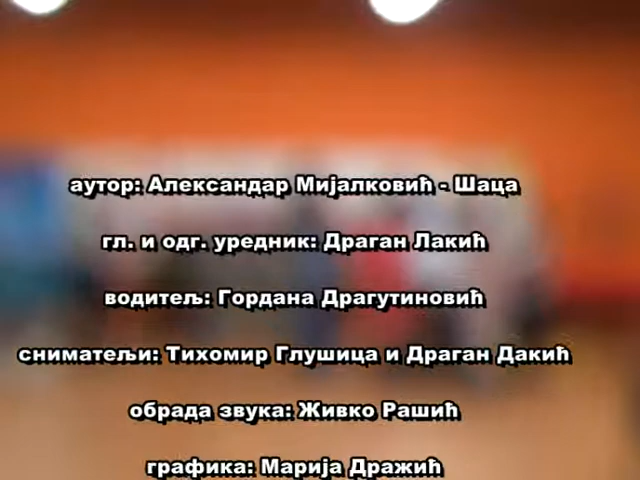 аутор: Александар Мијалковић - Шаца
гл. и одг. уредник: Драган Лакић
водитељ: Гордана Драгутиновић
сниматељи: Тихомир Глушица и Драган Дакић
обрада звука: Живко Рашић
графика: Марија Дражић